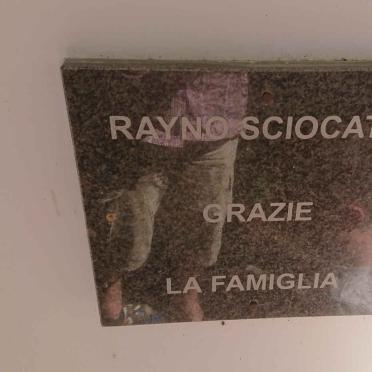 RAYNO SCIOCAT
GRAZIE
LA FAMIGLIA